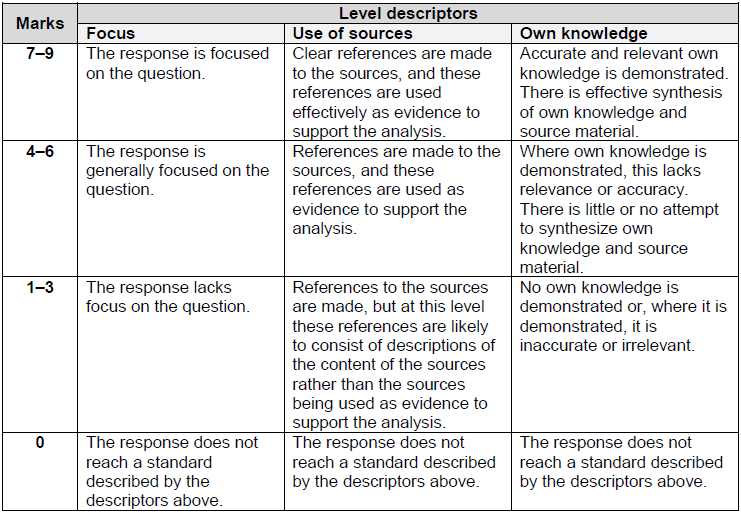 Marks
Level descriptors
Focus
Use of sources
Own knowledge
7–9
The response is focused
on the question.
Clear references are made
to the sources, and these
references are used
effectively as evidence to
support the analysis.
Accurate and relevant own
knowledge is demonstrated.
There is effective synthesis
of own knowledge and
source material.
4–6
The response is
generally focused on the
question.
References are made to the
sources, and these
references are used as
evidence to support the
analysis.
Where own knowledge is
demonstrated, this lacks
relevance or accuracy.
There is little or no attempt
to synthesize own
knowledge and source
material.
1–3
The response lacks
focus on the question.
References to the sources
are made, but at this level
these references are likely
to consist of descriptions of
the content of the sources
rather than the sources
being used as evidence to
support the analysis.
No own knowledge is
demonstrated or, where it is
demonstrated, it is
inaccurate or irrelevant.
0
The response does not
reach a standard
described by the
descriptors above.
The response does not
reach a standard described
by the descriptors above.
The response does not
reach a standard described
by the descriptors above.